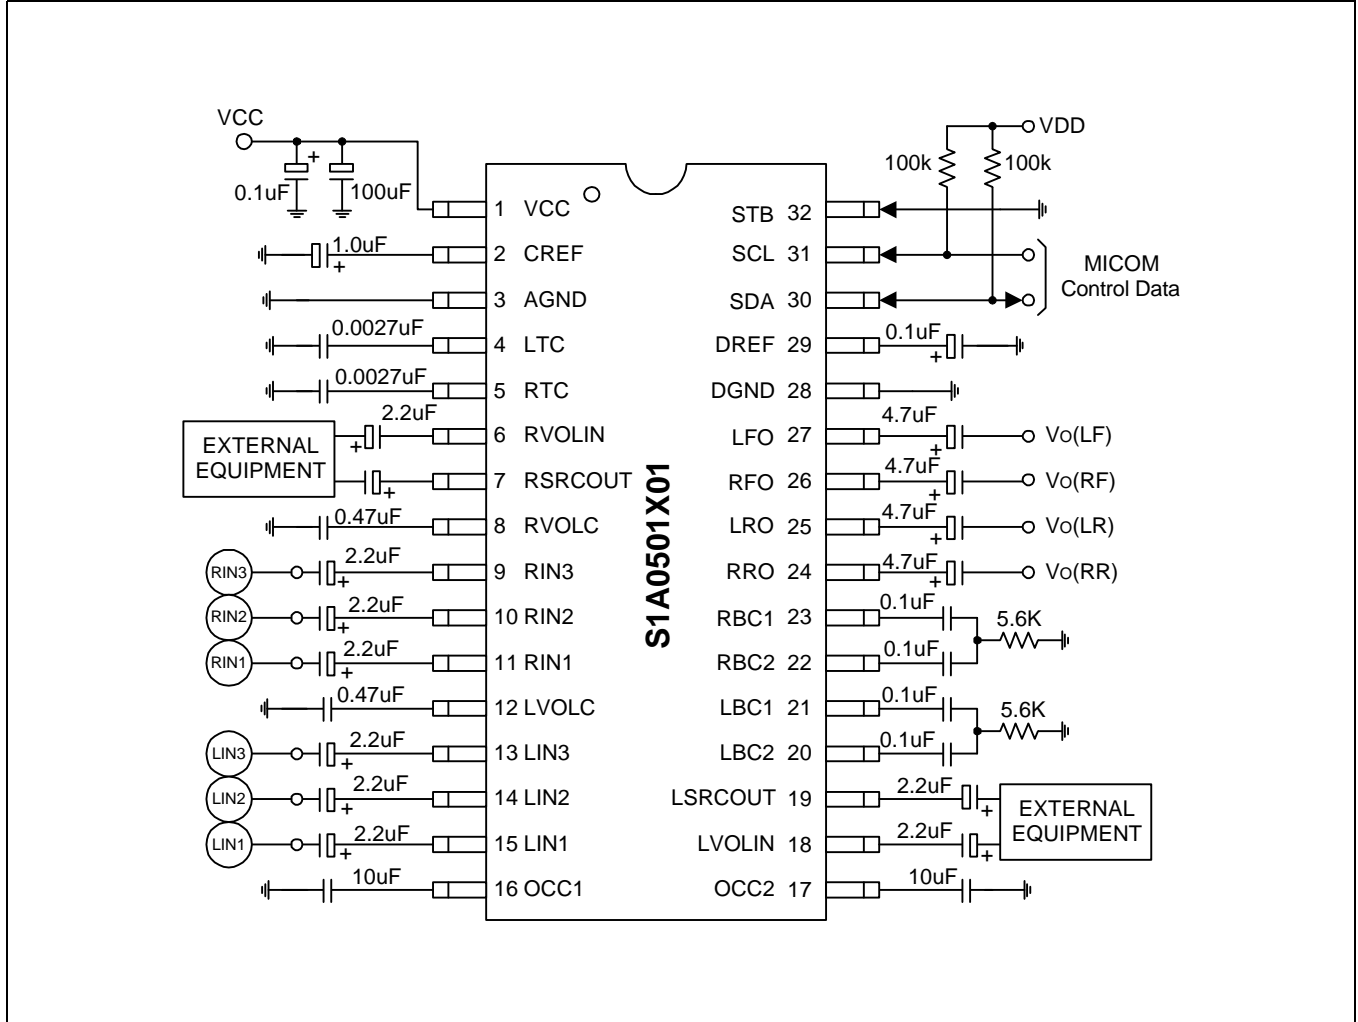 VCC
0.1uF
+
100uF
1 VCC
1.0uF
+
2 CREF
3 AGND
0.0027uF
4 LTC
0.0027uF
5 RTC
EXTERNAL
EQUIPMENT
2.2uF
+
6 RVOLIN
+
7 RSRCOUT
0.47uF
8 RVOLC
RIN3
2.2uF
+
9 RIN3
RIN2
2.2uF
+
10 RIN2
RIN1
2.2uF
+
11 RIN1
0.47uF
12 LVOLC
LIN3
2.2uF
+
13 LIN3
LIN2
2.2uF
+
14 LIN2
LIN1
2.2uF
+
15 LIN1
10uF
16 OCC1
S1A0501X01
VDD
100k
100k
STB 32
SCL 31
SDA 30
MICOM
Control Data
DREF 29
0.1uF
+
DGND 28
LFO 27
4.7uF
+
VO(LF)
RFO 26
4.7uF
+
VO(RF)
LRO 25
4.7uF
+
VO(LR)
RRO 24
4.7uF
+
VO(RR)
RBC1 23
0.1uF
5.6K
RBC2 22
0.1uF
LBC1 21
0.1uF
5.6K
LBC2 20
0.1uF
LSRCOUT 19
2.2uF
+
LVOLIN 18
2.2uF
+
EXTERNAL
EQUIPMENT
OCC2 17
10uF